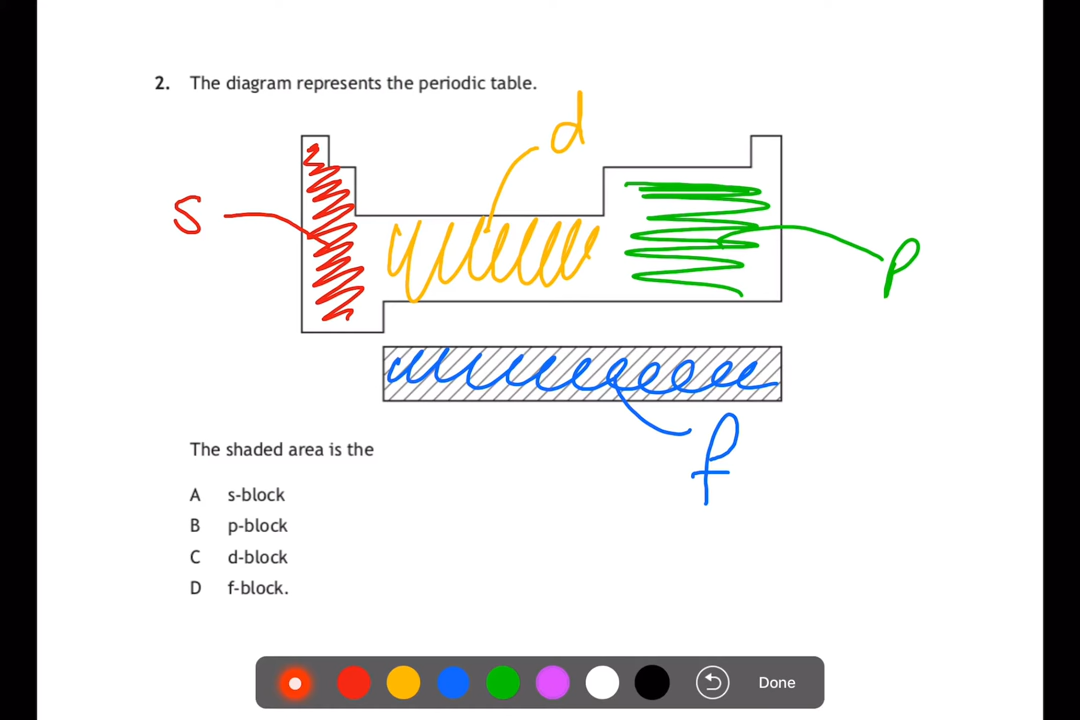 2. The diagram represents the periodic table.
d
s
p
f
The shaded area is the
A s-block
B p-block
C d-block
D f-block.
Done